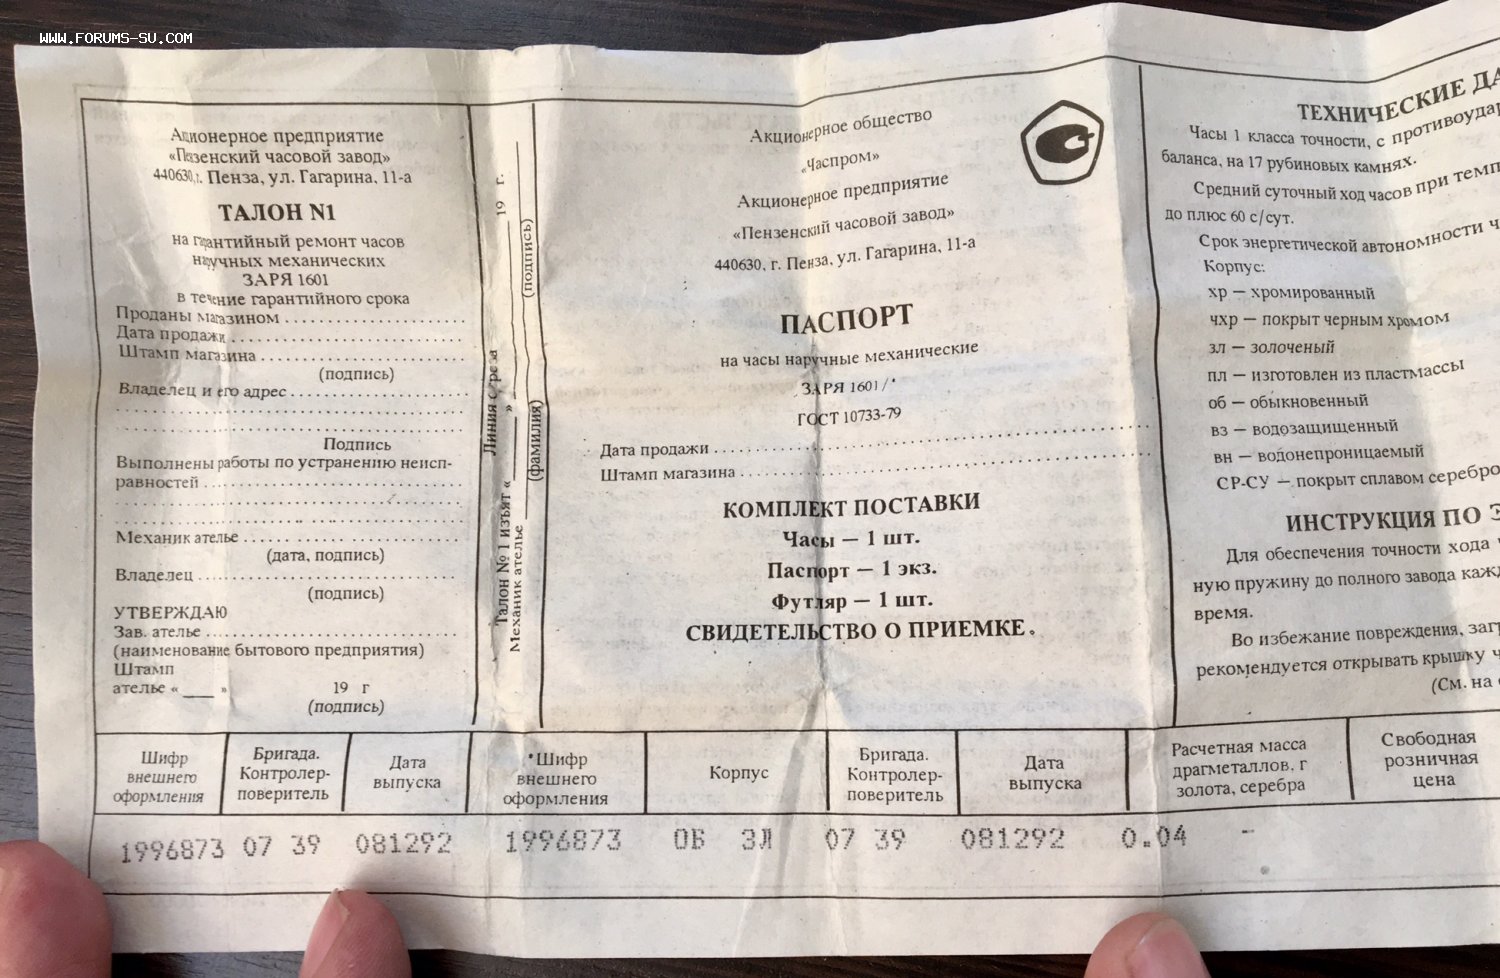 WWW.FORUMS-SU.COM
Акционерное предприятие
«Пензенский часовой завод»
440630, г. Пенза, ул. Гагарина, 11-а
ТАЛОН N1
на гарантийный ремонт часов
наручных механических
ЗАРЯ 1601
в течение гарантийного срока
Проданы магазином
Дата продажи
Штамп магазина
(подпись)
Владелец и его адрес
Подпись
Выполнены работы по устранению неисп-
равностей
Механик ателье
(дата, подпись)
Владелец
(подпись)
УТВЕРЖДАЮ
Зав. ателье
(наименование бытового предприятия)
Штамп
ателье « ___ » 19 г
(подпись)
Линия отреза
Талон № 1 изъят « ____ » 19 г.
Механик ателье
(фамилия) (подпись)
Акционерное общество
«Часпром»
Акционерное предприятие
«Пензенский часовой завод»
440630, г. Пенза, ул. Гагарина, 11-а
ПАСПОРТ
на часы наручные механические
ЗАРЯ 1601/
ГОСТ 10733-79
Дата продажи
Штамп магазина
КОМПЛЕКТ ПОСТАВКИ
Часы — 1 шт.
Паспорт — 1 экз.
Футляр — 1 шт.
СВИДЕТЕЛЬСТВО О ПРИЕМКЕ.
ТЕХНИЧЕСКИЕ
Часы 1 класса точности, с
баланса, на 17 рубиновых камнях.
Средний суточный ход часов при
до плюс 60 с/сут.
Срок энергетической автономности
Корпус:
хр — хромированный
чхр — покрыт черным хромом
зл — золоченый
пл — изготовлен из пластмассы
об — обыкновенный
вз — водозащищенный
вн — водонепроницаемый
СР-СУ — покрыт сплавом
ИНСТРУКЦИЯ ПО
Для обеспечения точности хода
ную пружину до полного завода
время.
Во избежание повреждения,
рекомендуется открывать крышку
(См. на
Шифр внешнего оформления
Бригада. Контролер-поверитель
Дата выпуска
Шифр внешнего оформления
Корпус
Бригада. Контролер-поверитель
Дата выпуска
Расчетная масса драгметаллов, г золота, серебра
Свободная розничная цена
1996873 07 39 081292 1996873 ОБ ЗЛ 07 39 081292 0.04 -